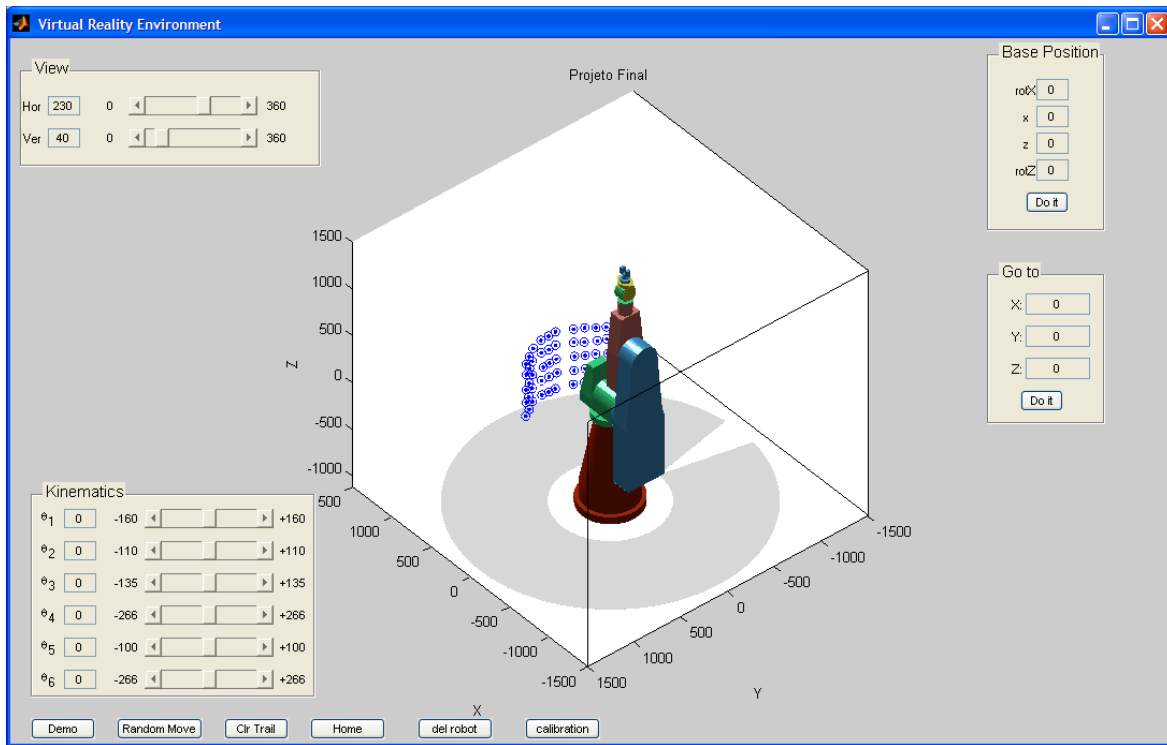 Virtual Reality Environment
View
Hor 230 0 360
Ver 40 0 360
Projeto Final
Base Position
rotX 0
x 0
z 0
rotZ 0
Do it
Go to
X: 0
Y: 0
Z: 0
Do it
1500
1000
500
0
-500
-1000
Z
500
1000
500
0
-500
-1000
-1500
X
1500
1000
500
0
-500
-1000
-1500
Y
Kinematics
θ1 0 -160 +160
θ2 0 -110 +110
θ3 0 -135 +135
θ4 0 -266 +266
θ5 0 -100 +100
θ6 0 -266 +266
Demo Random Move Clr Trail Home del robot calibration